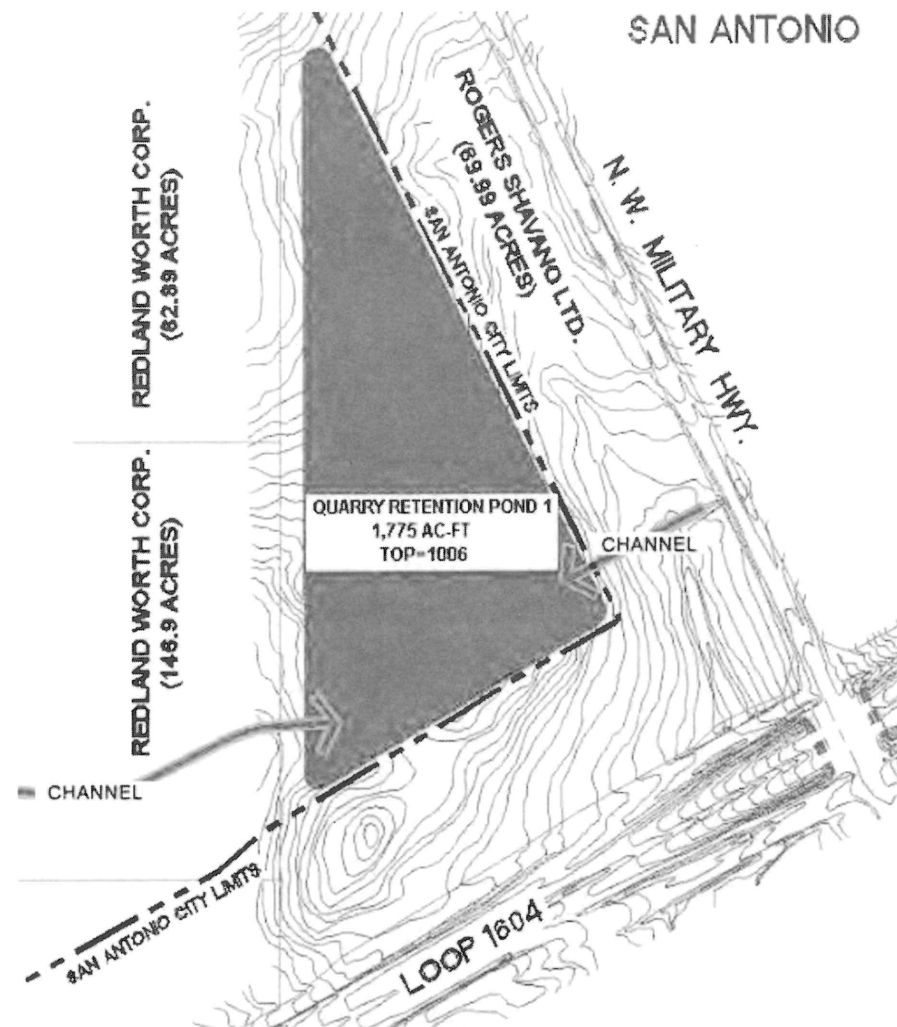 SAN ANTONIO
REDLAND WORTH CORP.
(62.89 ACRES)
ROGERS SHAVANO LTD.
(69.99 ACRES)
N. W. MILITARY HWY.
SAN ANTONIO CITY LIMITS
QUARRY RETENTION POND 1
1,775 AC-FT
TOP=1006
CHANNEL
REDLAND WORTH CORP.
(146.9 ACRES)
CHANNEL
SAN ANTONIO CITY LIMITS
LOOP 1604